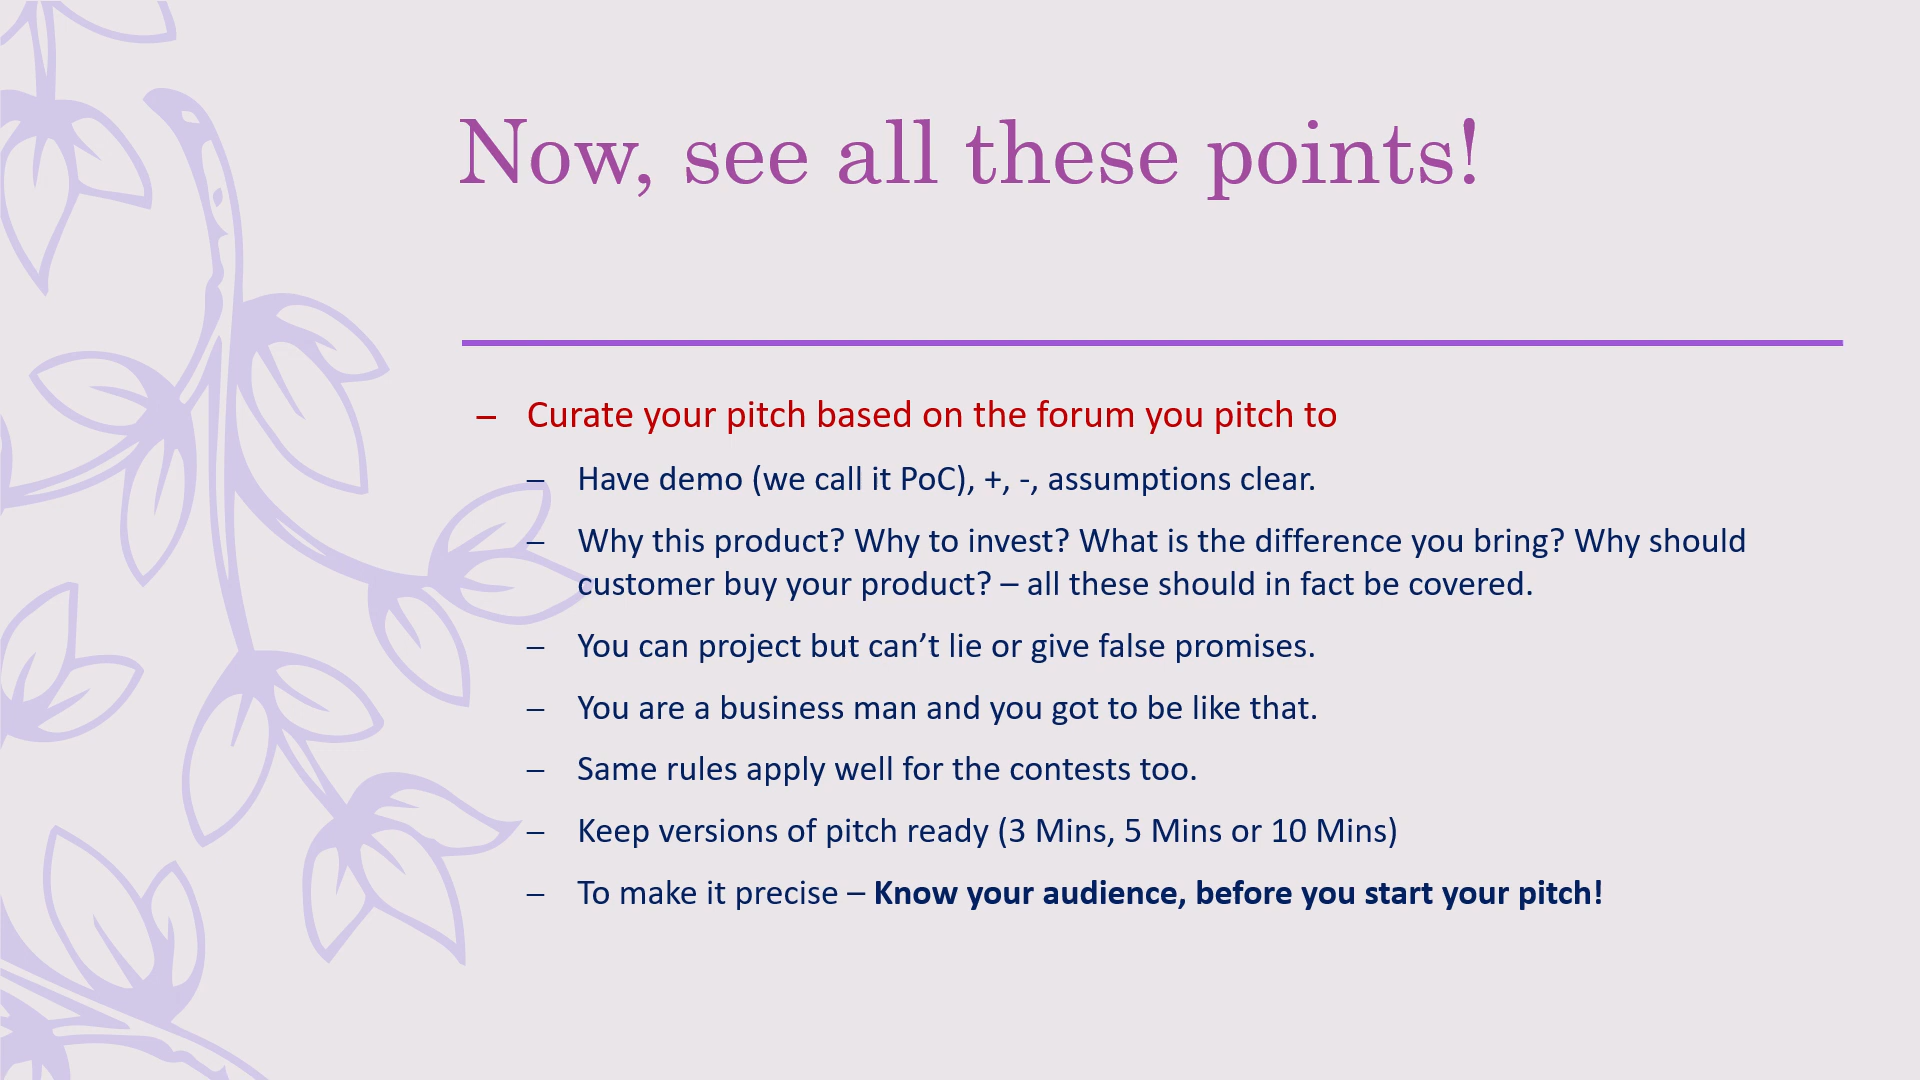 Now, see all these points!
– Curate your pitch based on the forum you pitch to
– Have demo (we call it PoC), +, -, assumptions clear.
– Why this product? Why to invest? What is the difference you bring? Why should
customer buy your product? – all these should in fact be covered.
– You can project but can’t lie or give false promises.
– You are a business man and you got to be like that.
– Same rules apply well for the contests too.
– Keep versions of pitch ready (3 Mins, 5 Mins or 10 Mins)
– To make it precise – Know your audience, before you start your pitch!